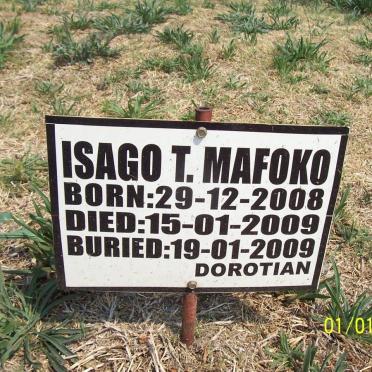 ISAGO T. MAFOKO
BORN:29-12-2008
DIED:15-01-2009
BURIED:19-01-2009
DOROTIAN
01/01